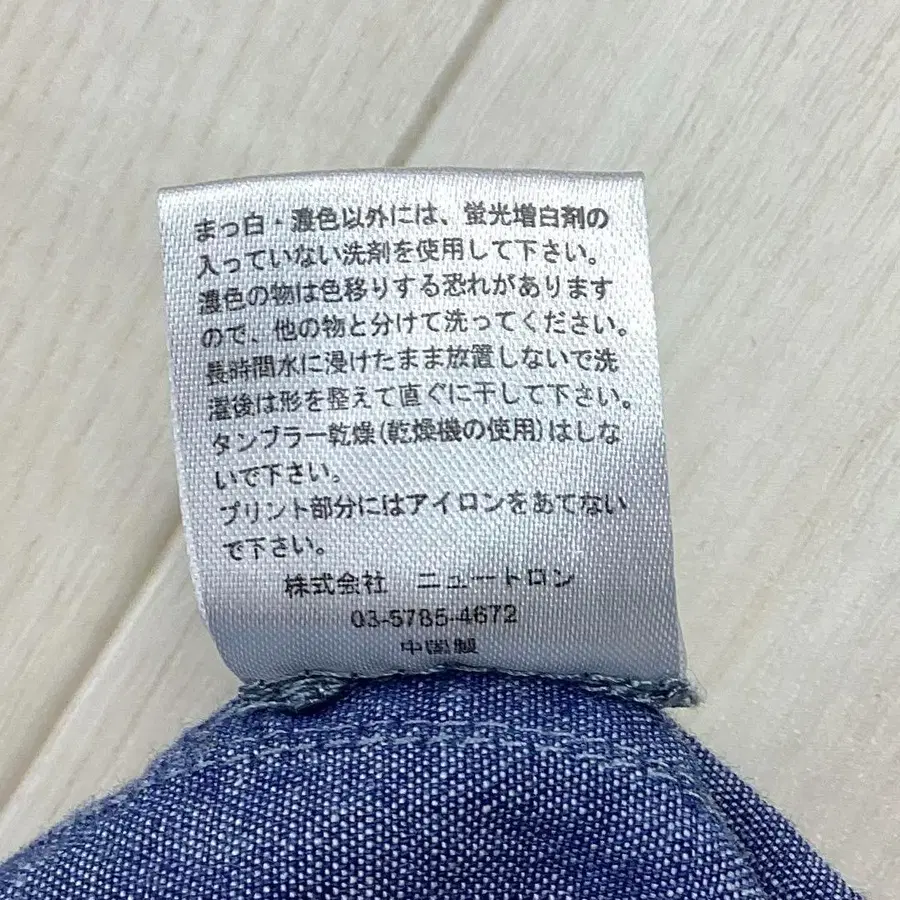 まっ白・濃色以外には、蛍光増白剤の
入っていない洗剤を使用して下さい。
濃色の物は色移りする恐れがあります
ので、他の物と分けて洗ってください。
長時間水に浸けたまま放置しないで洗
濯後は形を整えて直ぐに干して下さい。
タンブラー乾燥(乾燥機の使用)はしな
いで下さい。
プリント部分にはアイロンをあてない
で下さい。
株式会社　ニュートロン
03-5785-4672
中国製